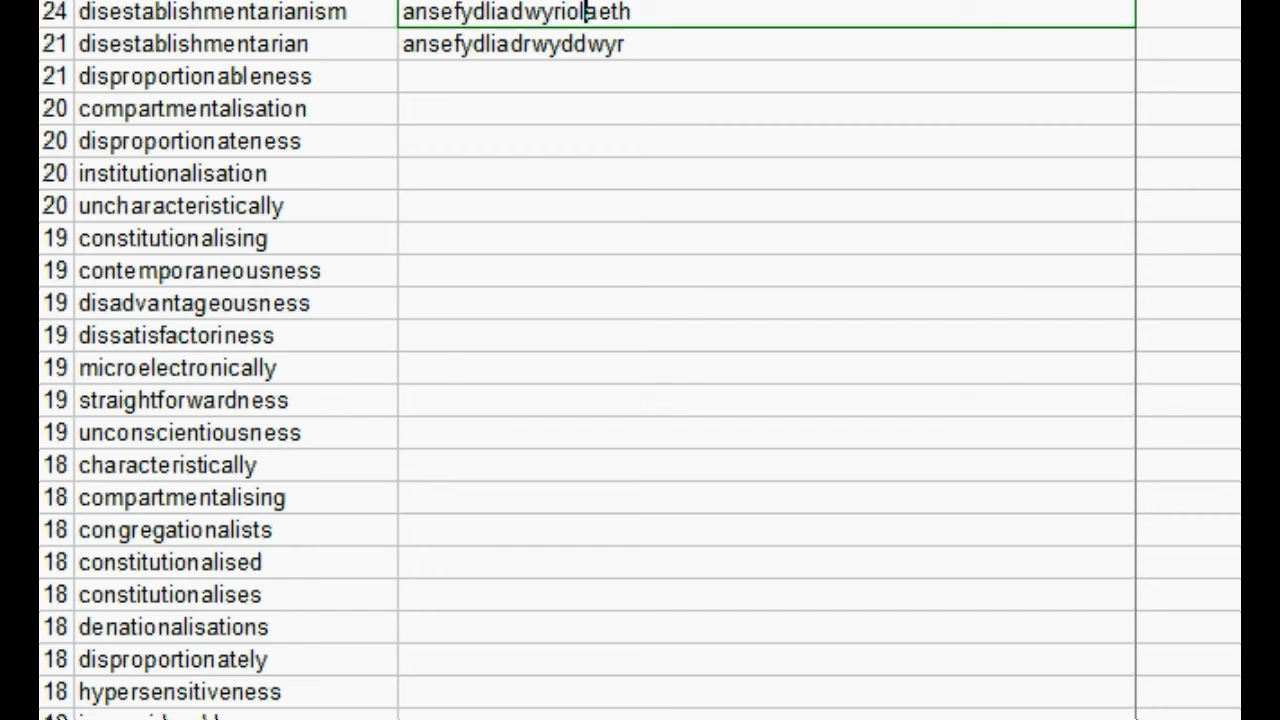 24 disestablishmentarianism ansefydliadwyriolaeth
21 disestablishmentarian ansefydliadrwyddwyr
21 disproportionableness
20 compartmentalisation
20 disproportionateness
20 institutionalisation
20 uncharacteristically
19 constitutionalising
19 contemporaneousness
19 disadvantageousness
19 dissatisfactoriness
19 microelectronically
19 straightforwardness
19 unconscientiousness
18 characteristically
18 compartmentalising
18 congregationalists
18 constitutionalised
18 constitutionalises
18 denationalisations
18 disproportionately
18 hypersensitiveness